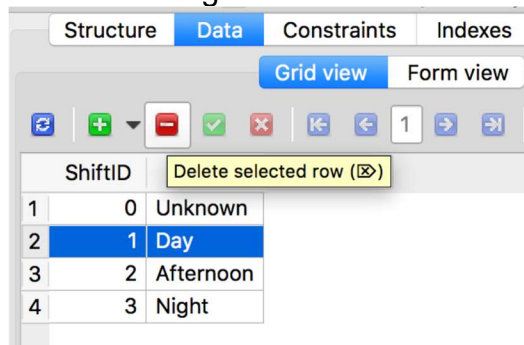 Structure Data Constraints Indexes
Grid view Form view
1
ShiftID Delete selected row (⌦)
1 0 Unknown
2 1 Day
3 2 Afternoon
4 3 Night